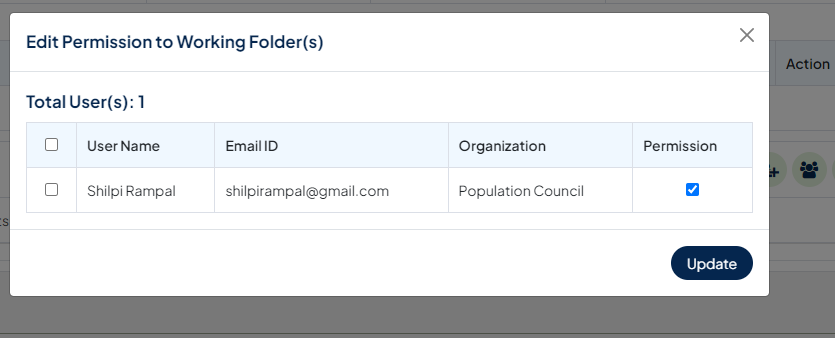 Edit Permission to Working Folder(s)
Action
Total User(s): 1
User Name Email ID Organization Permission
Shilpi Rampal shilpirampal@gmail.com Population Council
ts
Update